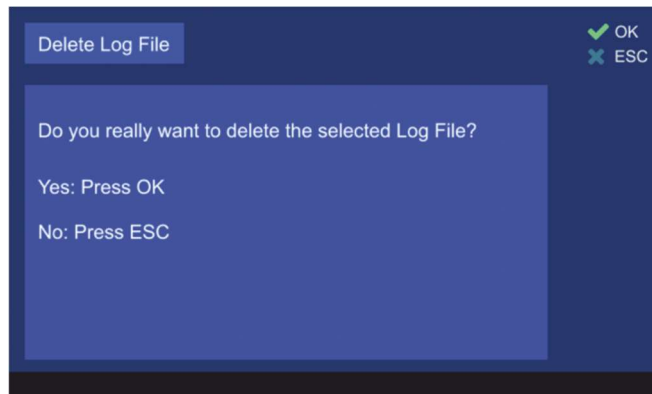 Delete Log File
OK
ESC
Do you really want to delete the selected Log File?
Yes: Press OK
No: Press ESC